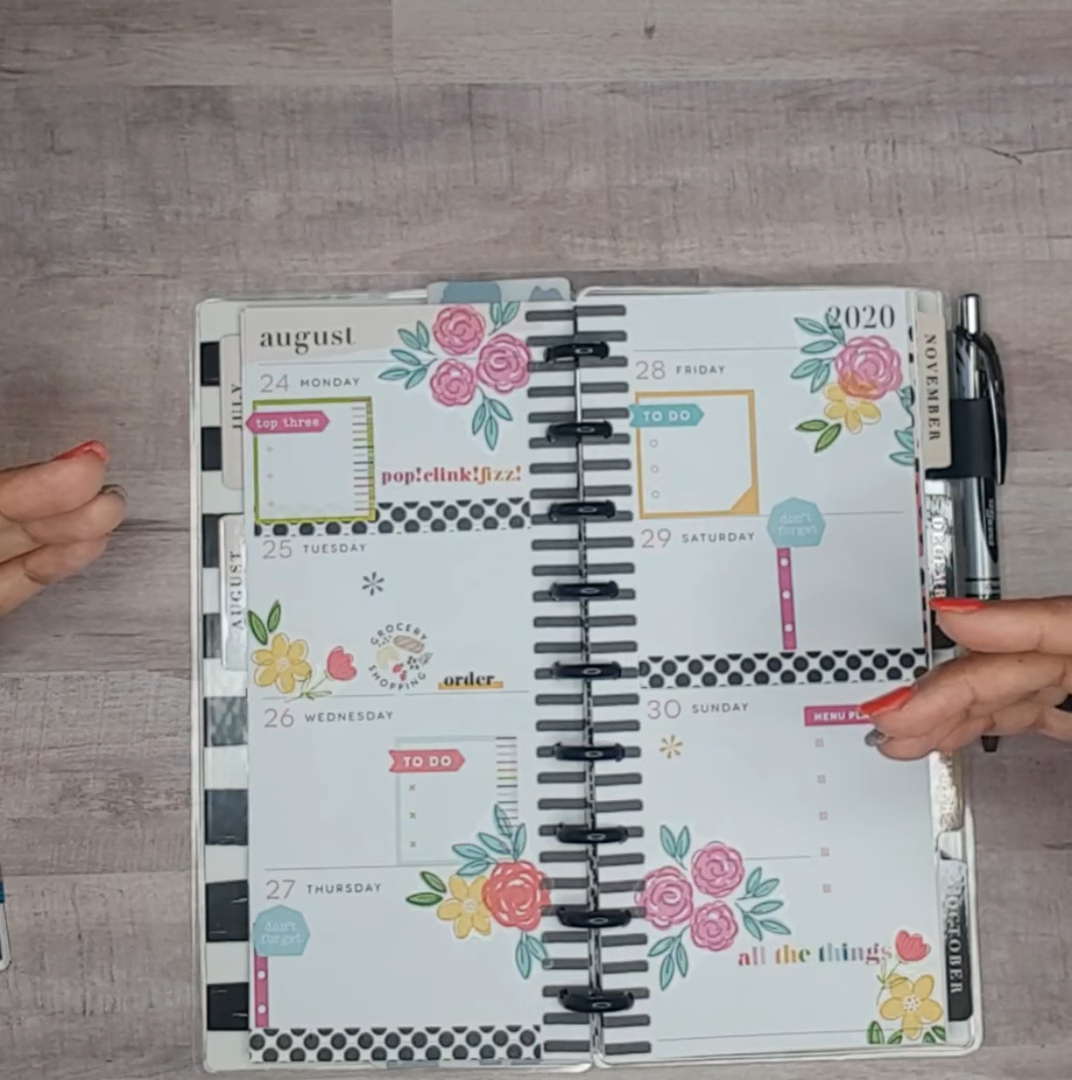 august
24 MONDAY
top three
pop!clink!fizz!
25 TUESDAY
GROCERY
SHOPPING
order
26 WEDNESDAY
TO DO
27 THURSDAY
don't
forget
2020
28 FRIDAY
TO DO
29 SATURDAY
don't
forget
30 SUNDAY
MENU
all the things
JULY
AUGUST
NOVEMBER
OCTOBER